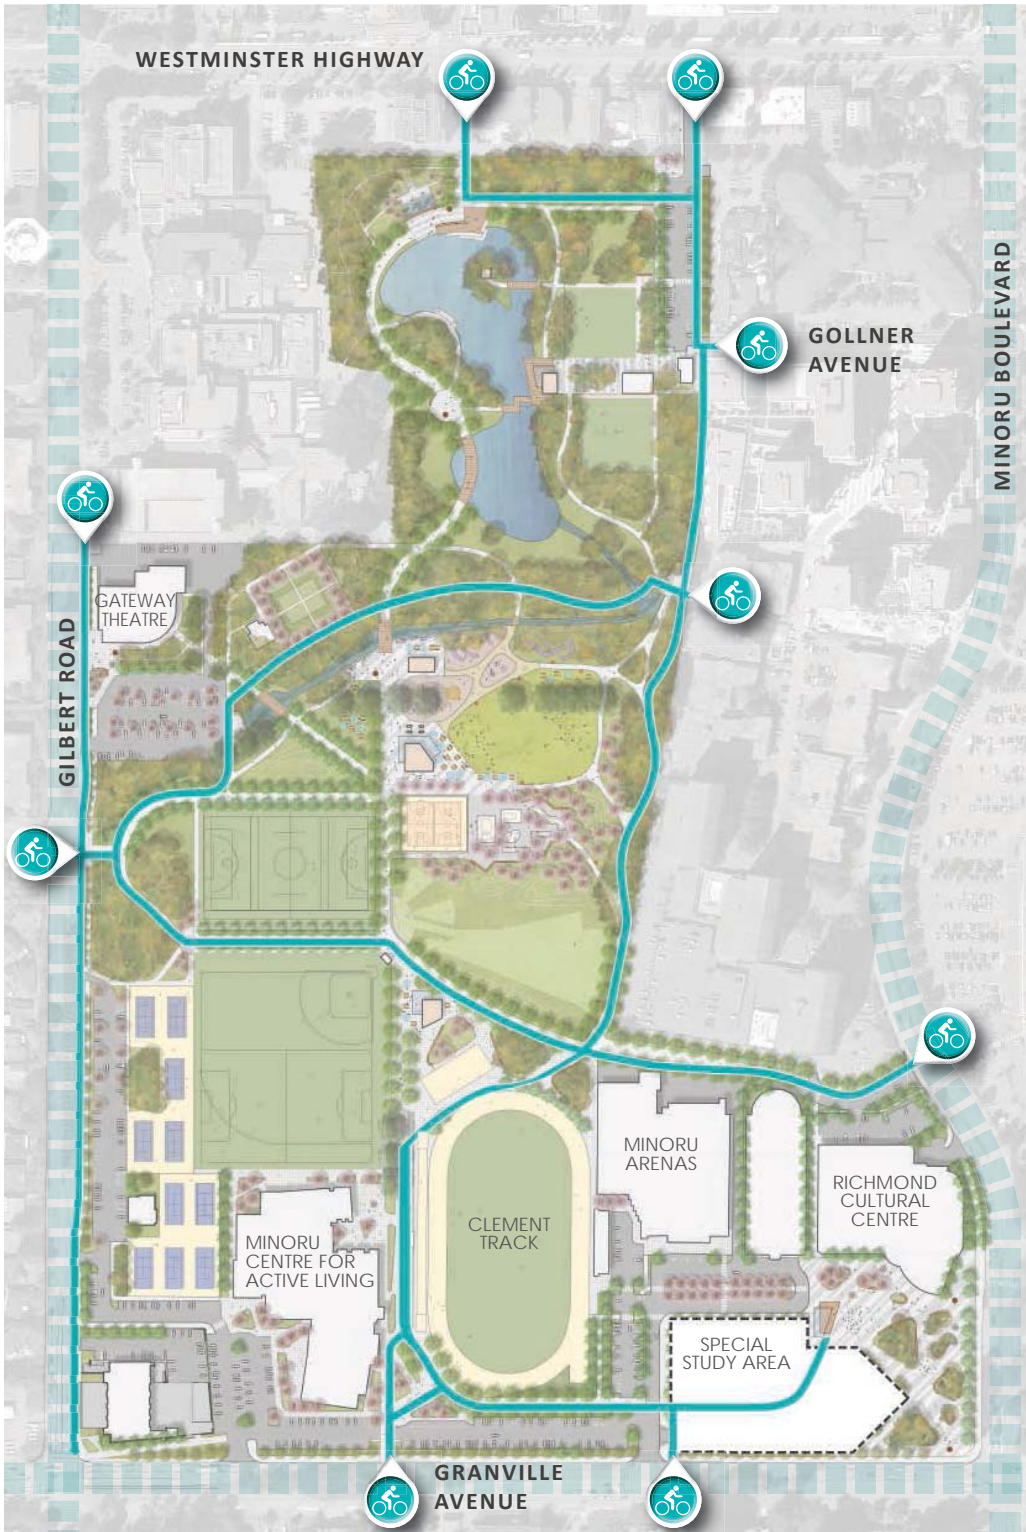 WESTMINSTER HIGHWAY
MINORU BOULEVARD
GOLLNER
AVENUE
GATEWAY
THEATRE
GILBERT ROAD
MINORU
ARENAS
RICHMOND
CULTURAL
CENTRE
CLEMENT
TRACK
MINORU
CENTRE FOR
ACTIVE LIVING
SPECIAL
STUDY AREA
GRANVILLE
AVENUE